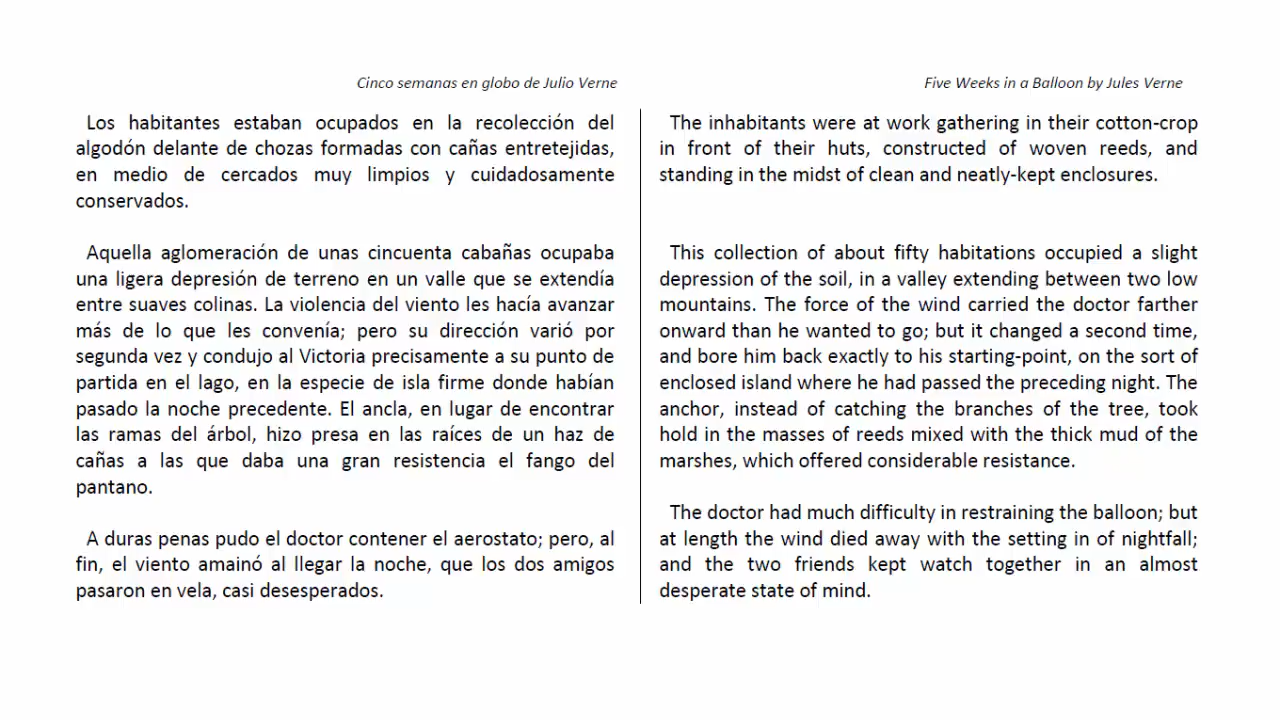 Cinco semanas en globo de Julio Verne
Los habitantes estaban ocupados en la recolección del
algodón delante de chozas formadas con cañas entretejidas,
en medio de cercados muy limpios y cuidadosamente
conservados.
Aquella aglomeración de unas cincuenta cabañas ocupaba
una ligera depresión de terreno en un valle que se extendía
entre suaves colinas. La violencia del viento les hacía avanzar
más de lo que les convenía; pero su dirección varió por
segunda vez y condujo al Victoria precisamente a su punto de
partida en el lago, en la especie de isla firme donde habían
pasado la noche precedente. El ancla, en lugar de encontrar
las ramas del árbol, hizo presa en las raíces de un haz de
cañas a las que daba una gran resistencia el fango del
pantano.
A duras penas pudo el doctor contener el aerostato; pero, al
fin, el viento amainó al llegar la noche, que los dos amigos
pasaron en vela, casi desesperados.
Five Weeks in a Balloon by Jules Verne
The inhabitants were at work gathering in their cotton-crop
in front of their huts, constructed of woven reeds, and
standing in the midst of clean and neatly-kept enclosures.
This collection of about fifty habitations occupied a slight
depression of the soil, in a valley extending between two low
mountains. The force of the wind carried the doctor farther
onward than he wanted to go; but it changed a second time,
and bore him back exactly to his starting-point, on the sort of
enclosed island where he had passed the preceding night. The
anchor, instead of catching the branches of the tree, took
hold in the masses of reeds mixed with the thick mud of the
marshes, which offered considerable resistance.
The doctor had much difficulty in restraining the balloon; but
at length the wind died away with the setting in of nightfall;
and the two friends kept watch together in an almost
desperate state of mind.